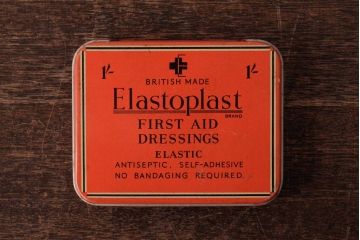 1/- 1/-
BRITISH MADE
Elastoplast
BRAND
FIRST AID
DRESSINGS
ELASTIC
ANTISEPTIC, SELF-ADHESIVE
NO BANDAGING REQUIRED.